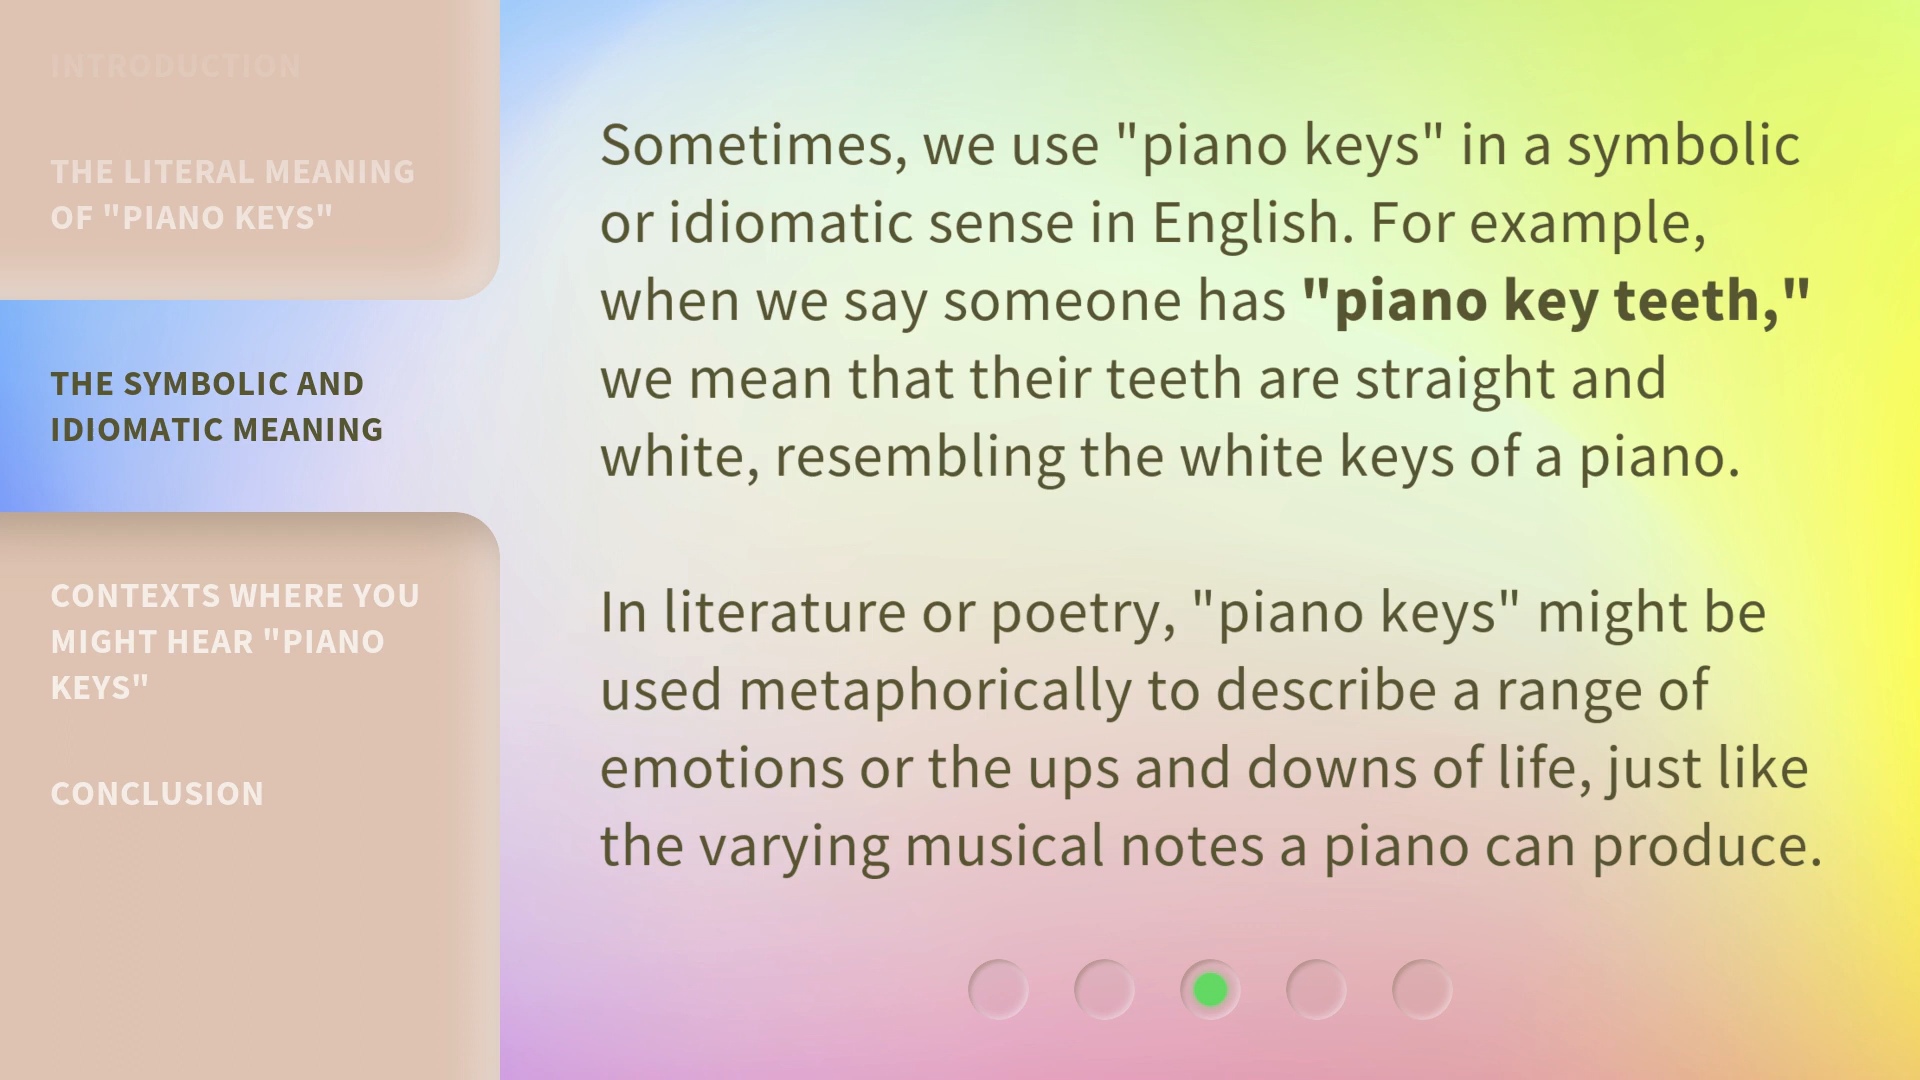 INTRODUCTION
THE LITERAL MEANING
OF "PIANO KEYS"
THE SYMBOLIC AND
IDIOMATIC MEANING
CONTEXTS WHERE YOU
MIGHT HEAR "PIANO
KEYS"
CONCLUSION
Sometimes, we use "piano keys" in a symbolic
or idiomatic sense in English. For example,
when we say someone has "piano key teeth,"
we mean that their teeth are straight and
white, resembling the white keys of a piano.
In literature or poetry, "piano keys" might be
used metaphorically to describe a range of
emotions or the ups and downs of life, just like
the varying musical notes a piano can produce.